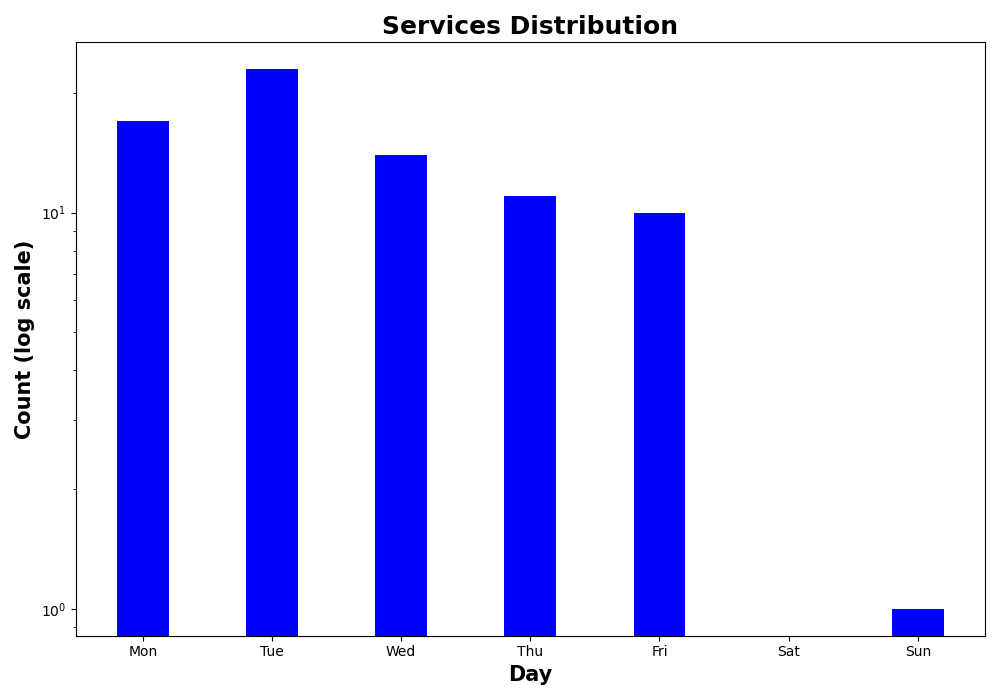 Services Distribution
Count (log scale)
10¹
10⁰
Mon Tue Wed Thu Fri Sat Sun
Day